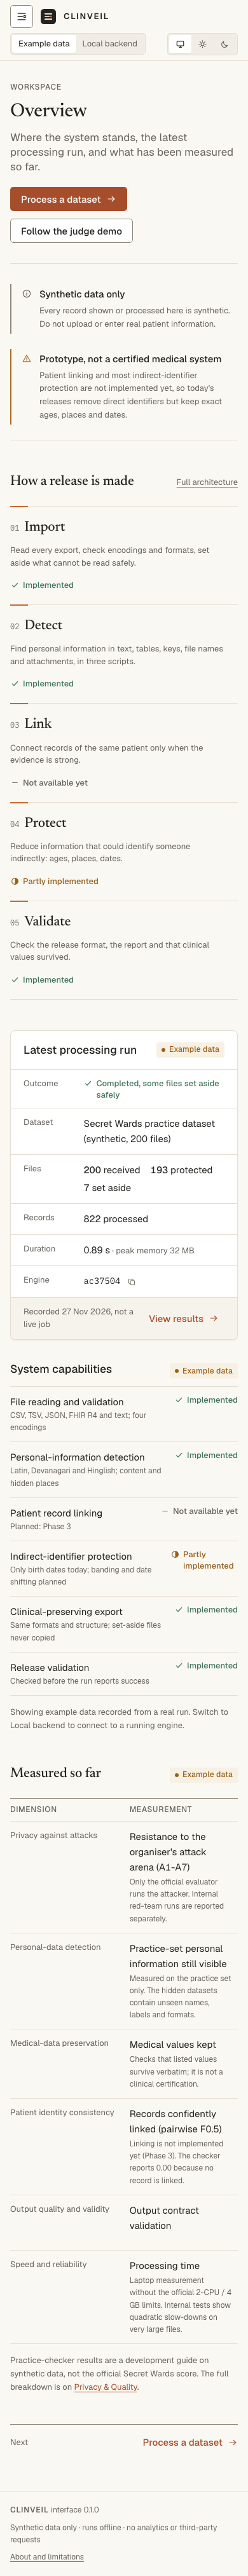 CLINVEIL
Example data Local backend
WORKSPACE
Overview
Where the system stands, the latest
processing run, and what has been measured
so far.
Process a dataset →
Follow the judge demo
Synthetic data only
Every record shown or processed here is synthetic.
Do not upload or enter real patient information.
Prototype, not a certified medical system
Patient linking and most indirect-identifier
protection are not implemented yet, so today's
releases remove direct identifiers but keep exact
ages, places and dates.
How a release is made Full architecture
01 Import
Read every export, check encodings and formats, set
aside what cannot be read safely.
Implemented
02 Detect
Find personal information in text, tables, keys, file names
and attachments, in three scripts.
Implemented
03 Link
Connect records of the same patient only when the
evidence is strong.
Not available yet
04 Protect
Reduce information that could identify someone
indirectly: ages, places, dates.
Partly implemented
05 Validate
Check the release format, the report and that clinical
values survived.
Implemented
Latest processing run Example data
Outcome Completed, some files set aside
safely
Dataset Secret Wards practice dataset
(synthetic, 200 files)
Files 200 received 193 protected
7 set aside
Records 822 processed
Duration 0.89 s · peak memory 32 MB
Engine ac37504
Recorded 27 Nov 2026, not a
live job
View results →
System capabilities Example data
File reading and validation Implemented
CSV, TSV, JSON, FHIR R4 and text; four
encodings
Personal-information detection Implemented
Latin, Devanagari and Hinglish; content and
hidden places
Patient record linking Not available yet
Planned: Phase 3
Indirect-identifier protection Partly
implemented
Only birth dates today; banding and date
shifting planned
Clinical-preserving export Implemented
Same formats and structure; set-aside files
never copied
Release validation Implemented
Checked before the run reports success
Showing example data recorded from a real run. Switch to
Local backend to connect to a running engine.
Measured so far Example data
DIMENSION MEASUREMENT
Privacy against attacks Resistance to the
organiser's attack
arena (A1-A7)
Only the official evaluator
runs the attacker. Internal
red-team runs are reported
separately.
Personal-data detection Practice-set personal
information still visible
Measured on the practice set
only. The hidden datasets
contain unseen names,
labels and formats.
Medical-data preservation Medical values kept
Checks that listed values
survive verbatim; it is not a
clinical certification.
Patient identity consistency Records confidently
linked (pairwise F0.5)
Linking is not implemented
yet (Phase 3). The checker
reports 0.00 because no
record is linked.
Output quality and validity Output contract
validation
Speed and reliability Processing time
Laptop measurement
without the official 2-CPU / 4
GB limits. Internal tests show
quadratic slow-downs on
very large files.
Practice-checker results are a development guide on
synthetic data, not the official Secret Wards score. The full
breakdown is on Privacy & Quality.
Next Process a dataset →
CLINVEIL interface 0.1.0
Synthetic data only · runs offline · no analytics or third-party
requests
About and limitations